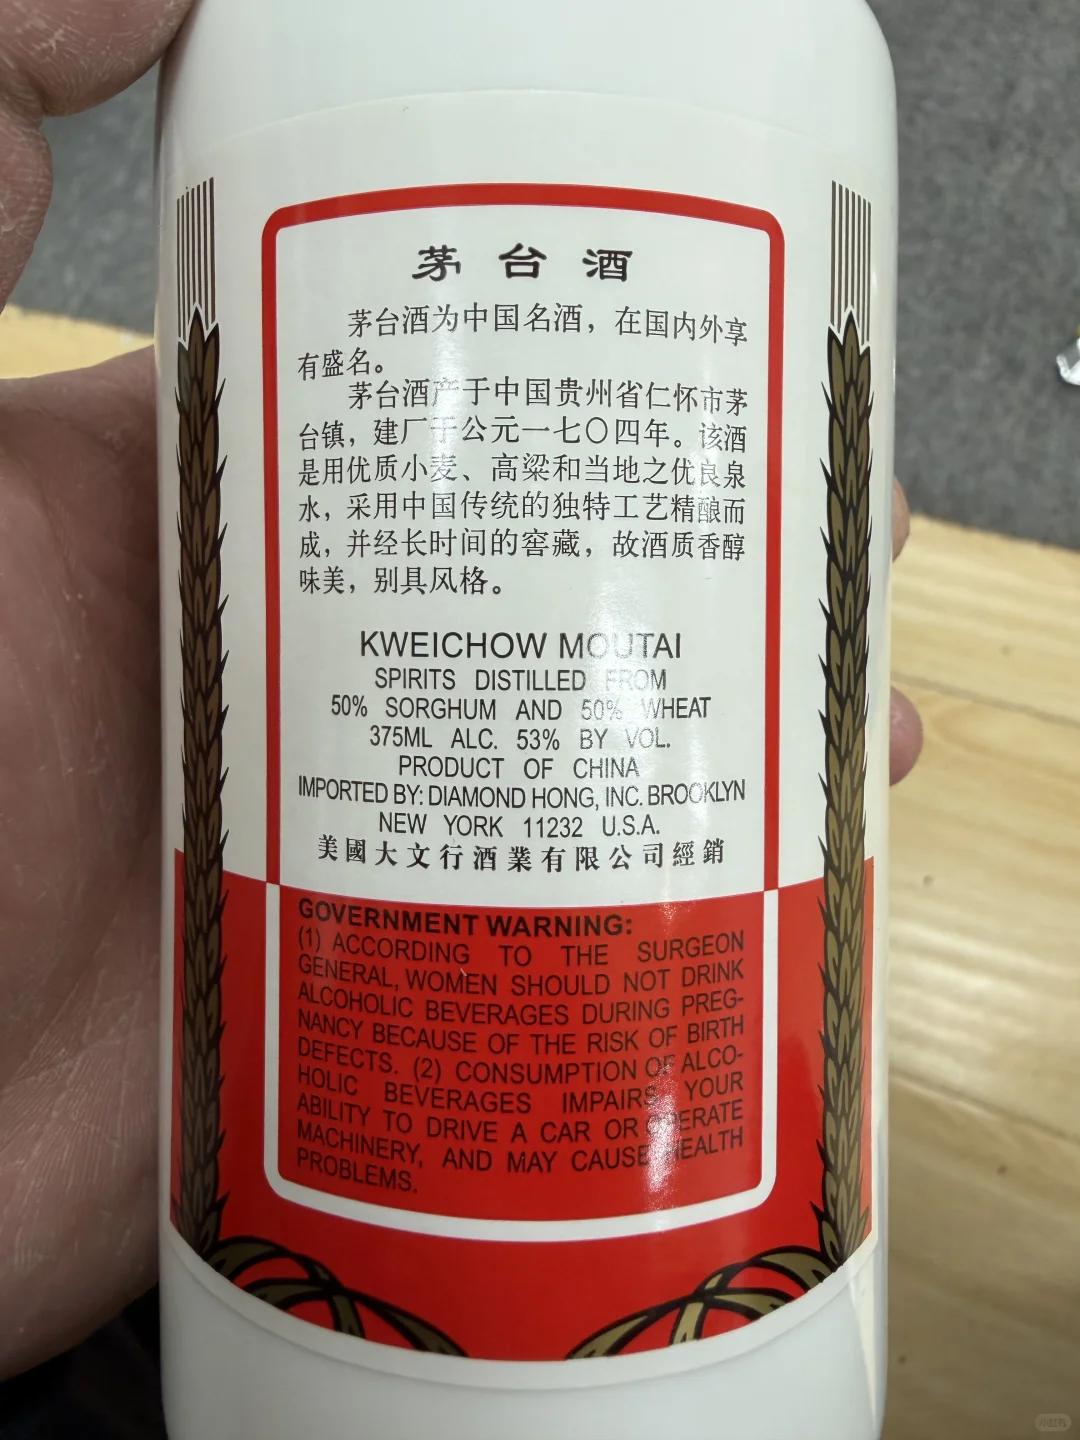 茅台酒
茅台酒为中国名酒，在国内外享
有盛名。
茅台酒产于中国贵州省仁怀市茅
台镇，建厂于公元一七〇四年。该酒
是用优质小麦、高粱和当地之优良泉
水，采用中国传统的独特工艺精酿而
成，并经长时间的窖藏，故酒质香醇
味美，别具风格。
KWEICHOW MOUTAI
SPIRITS DISTILLED FROM
50% SORGHUM AND 50% WHEAT
375ML ALC. 53% BY VOL.
PRODUCT OF CHINA
IMPORTED BY: DIAMOND HONG, INC. BROOKLYN
NEW YORK 11232 U.S.A.
美國大文行酒業有限公司經銷
GOVERNMENT WARNING:
(1) ACCORDING TO THE SURGEON
GENERAL, WOMEN SHOULD NOT DRINK
ALCOHOLIC BEVERAGES DURING PREG-
NANCY BECAUSE OF THE RISK OF BIRTH
DEFECTS. (2) CONSUMPTION OF ALCO-
HOLIC BEVERAGES IMPAIRS YOUR
ABILITY TO DRIVE A CAR OR OPERATE
MACHINERY, AND MAY CAUSE HEALTH
PROBLEMS.
小红书